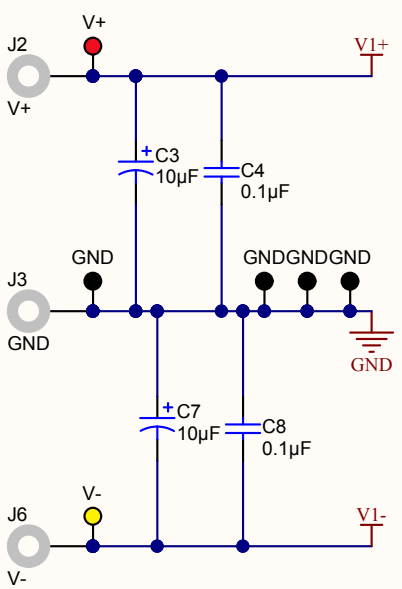 V+
J2
V1+
V+
+
C3
10µF
C4
0.1µF
GND
GND GND GND
J3
GND
GND
+
C7
10µF
C8
0.1µF
V-
J6
V1-
V-